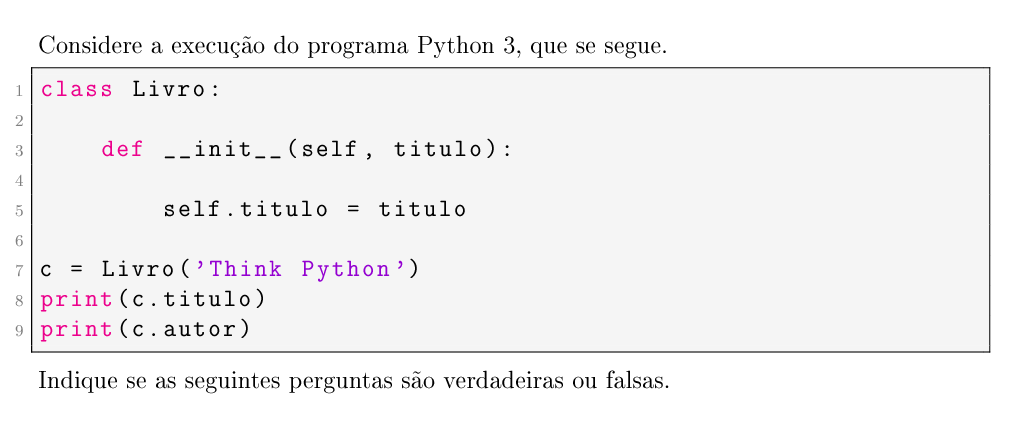 Considere a execução do programa Python 3, que se segue.
1 class Livro:
2
3     def __init__(self, titulo):
4
5         self.titulo = titulo
6
7 c = Livro('Think Python')
8 print(c.titulo)
9 print(c.autor)
Indique se as seguintes perguntas são verdadeiras ou falsas.